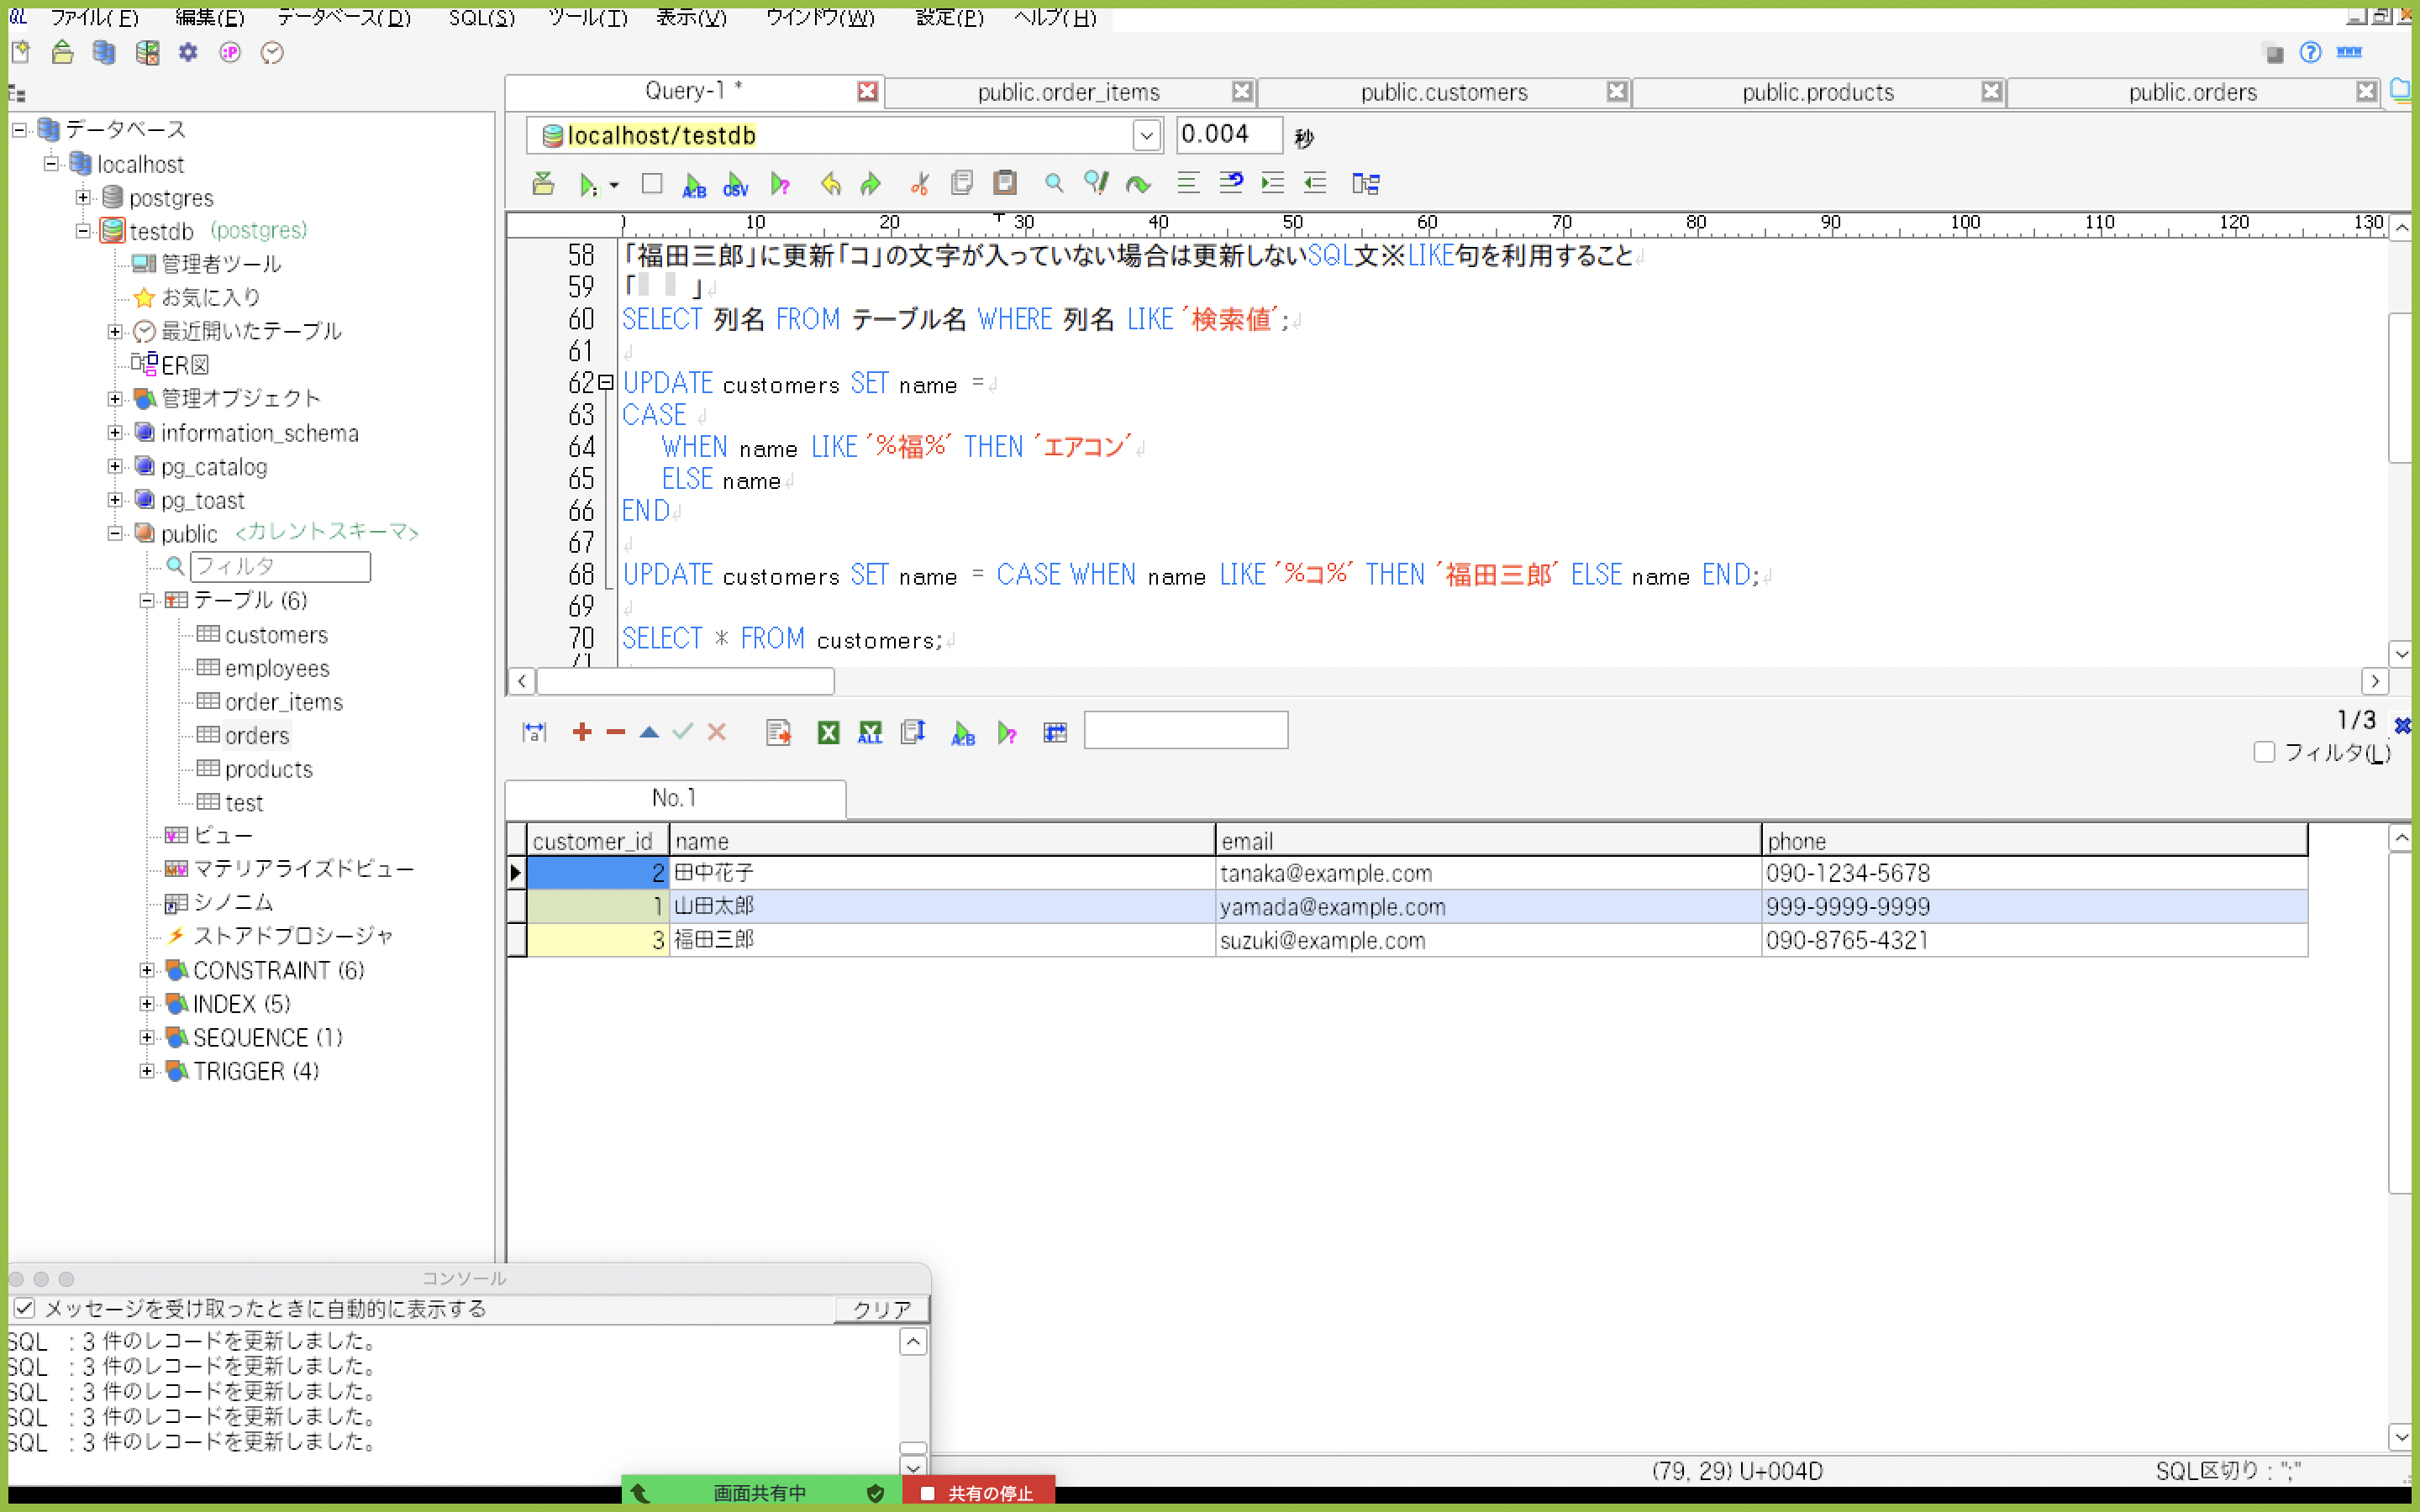 ファイル(F) 編集(E) データベース(D) SQL(S) ツール(T) 表示(V) ウインドウ(W) 設定(P) ヘルプ(H)
Query-1 * public.order_items public.customers public.products public.orders
localhost/testdb 0.004 秒
データベース
localhost
postgres
testdb (postgres)
管理者ツール
お気に入り
最近開いたテーブル
ER図
管理オブジェクト
information_schema
pg_catalog
pg_toast
public <カレントスキーマ>
フィルタ
テーブル (6)
customers
employees
order_items
orders
products
test
ビュー
マテリアライズドビュー
シノニム
ストアドプロシージャ
CONSTRAINT (6)
INDEX (5)
SEQUENCE (1)
TRIGGER (4)
10 20 30 40 50 60 70 80 90 100 110 120 130
58 「福田三郎」に更新「コ」の文字が入っていない場合は更新しないSQL文※LIKE句を利用すること
59 「 」
60 SELECT 列名 FROM テーブル名 WHERE 列名 LIKE '検索値';
61
62 UPDATE customers SET name =
63 CASE
64 WHEN name LIKE '%福%' THEN 'エアコン'
65 ELSE name
66 END
67
68 UPDATE customers SET name = CASE WHEN name LIKE '%コ%' THEN '福田三郎' ELSE name END;
69
70 SELECT * FROM customers;
71
1/3
フィルタ(L)
No.1
customer_id name email phone
2 田中花子 tanaka@example.com 090-1234-5678
1 山田太郎 yamada@example.com 999-9999-9999
3 福田三郎 suzuki@example.com 090-8765-4321
コンソール
メッセージを受け取ったときに自動的に表示する クリア
SQL : 3 件のレコードを更新しました。
SQL : 3 件のレコードを更新しました。
SQL : 3 件のレコードを更新しました。
SQL : 3 件のレコードを更新しました。
SQL : 3 件のレコードを更新しました。
(79, 29) U+004D SQL区切り : ";"
画面共有中 共有の停止